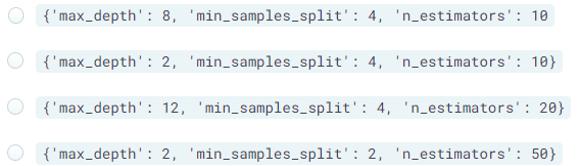 {'max_depth': 8, 'min_samples_split': 4, 'n_estimators': 10
{'max_depth': 2, 'min_samples_split': 4, 'n_estimators': 10}
{'max_depth': 12, 'min_samples_split': 4, 'n_estimators': 20}
{'max_depth': 2, 'min_samples_split': 2, 'n_estimators': 50}